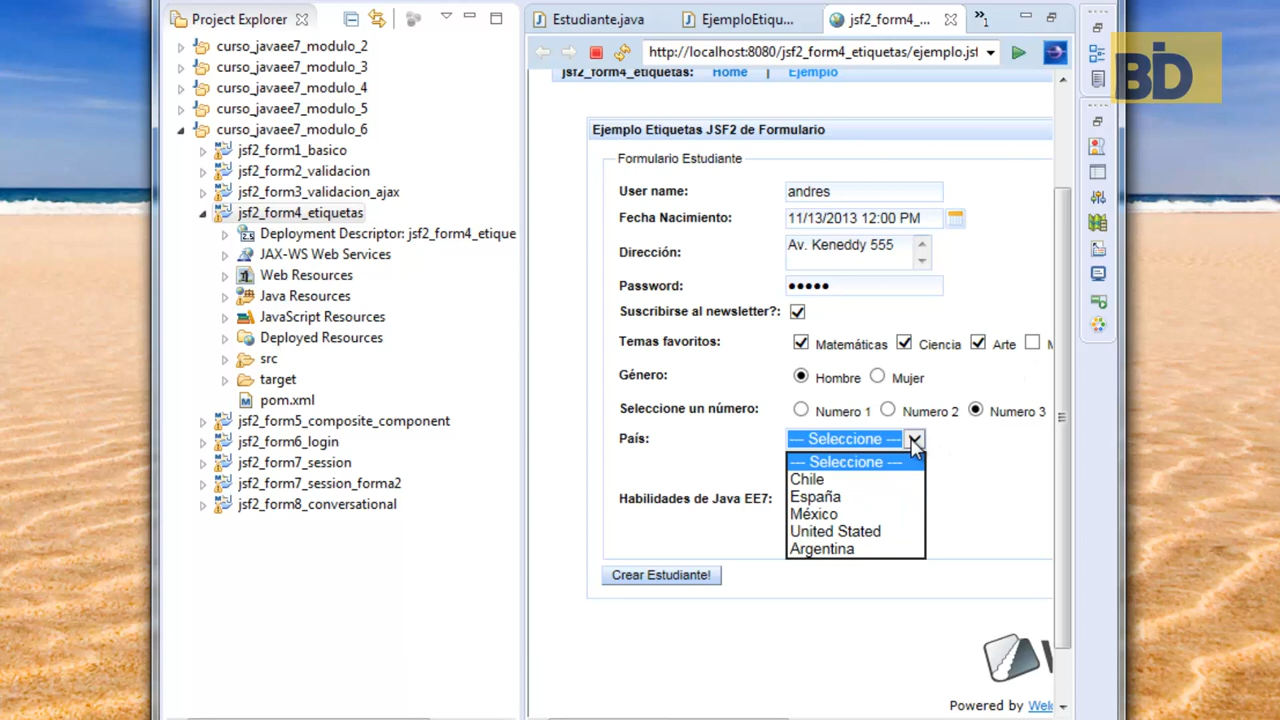 Project Explorer
curso_javaee7_modulo_2
curso_javaee7_modulo_3
curso_javaee7_modulo_4
curso_javaee7_modulo_5
curso_javaee7_modulo_6
jsf2_form1_basico
jsf2_form2_validacion
jsf2_form3_validacion_ajax
jsf2_form4_etiquetas
Deployment Descriptor: jsf2_form4_etique
JAX-WS Web Services
Web Resources
Java Resources
JavaScript Resources
Deployed Resources
src
target
pom.xml
jsf2_form5_composite_component
jsf2_form6_login
jsf2_form7_session
jsf2_form7_session_forma2
jsf2_form8_conversational
Estudiante.java EjemploEtiqu... jsf2_form4_... »1
http://localhost:8080/jsf2_form4_etiquetas/ejemplo.jsf
jsf2_form4_etiquetas: Home | Ejemplo
Ejemplo Etiquetas JSF2 de Formulario
Formulario Estudiante
User name: andres
Fecha Nacimiento: 11/13/2013 12:00 PM
Dirección: Av. Keneddy 555
Password: •••••
Suscribirse al newsletter?:
Temas favoritos: Matemáticas Ciencia Arte
Género: Hombre Mujer
Seleccione un número: Numero 1 Numero 2 Numero 3
País: --- Seleccione ---
--- Seleccione ---
Chile
España
México
United Stated
Argentina
Habilidades de Java EE7:
Crear Estudiante!
Powered by Wek
BD